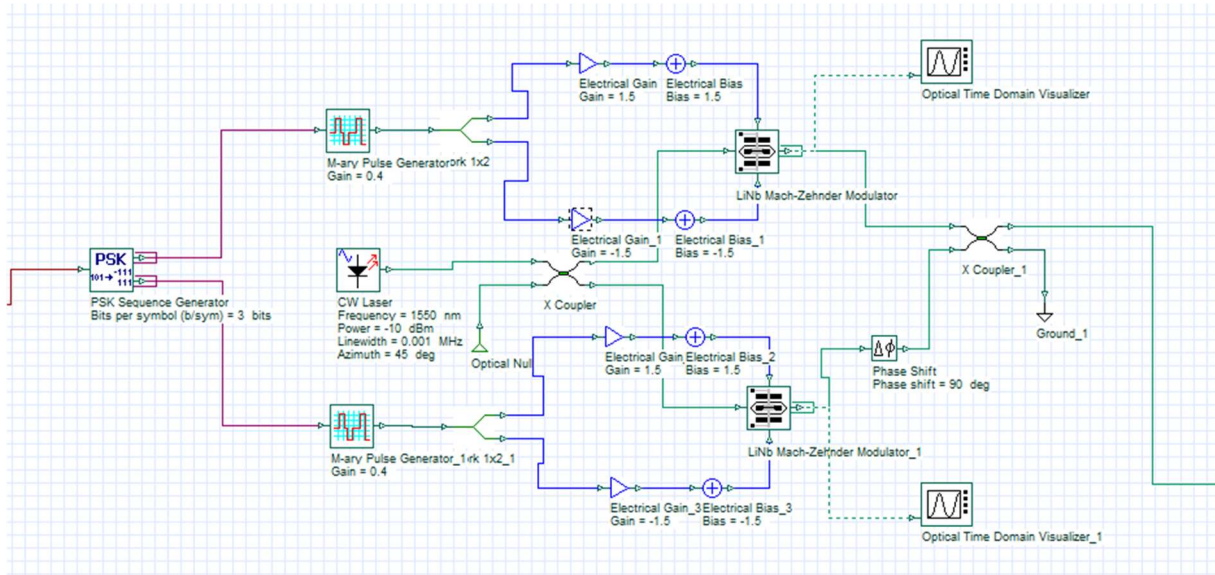 Optical Time Domain Visualizer
Electrical Gain
Gain = 1.5
Electrical Bias
Bias = 1.5
M-ary Pulse Generator
Gain = 0.4
ork 1x2
LiNb Mach-Zehnder Modulator
Electrical Gain_1
Gain = -1.5
Electrical Bias_1
Bias = -1.5
PSK
101
-111
111
PSK Sequence Generator
Bits per symbol (b/sym) = 3 bits
CW Laser
Frequency = 1550 nm
Power = -10 dBm
Linewidth = 0.001 MHz
Azimuth = 45 deg
X Coupler
X Coupler_1
Ground_1
Optical Null
Electrical Gain
Gain = 1.5
Electrical Bias_2
Bias = 1.5
Δϕ
Phase Shift
Phase shift = 90 deg
M-ary Pulse Generator_1
Gain = 0.4
rk 1x2_1
LiNb Mach-Zehnder Modulator_1
Electrical Gain_3
Gain = -1.5
Electrical Bias_3
Bias = -1.5
Optical Time Domain Visualizer_1